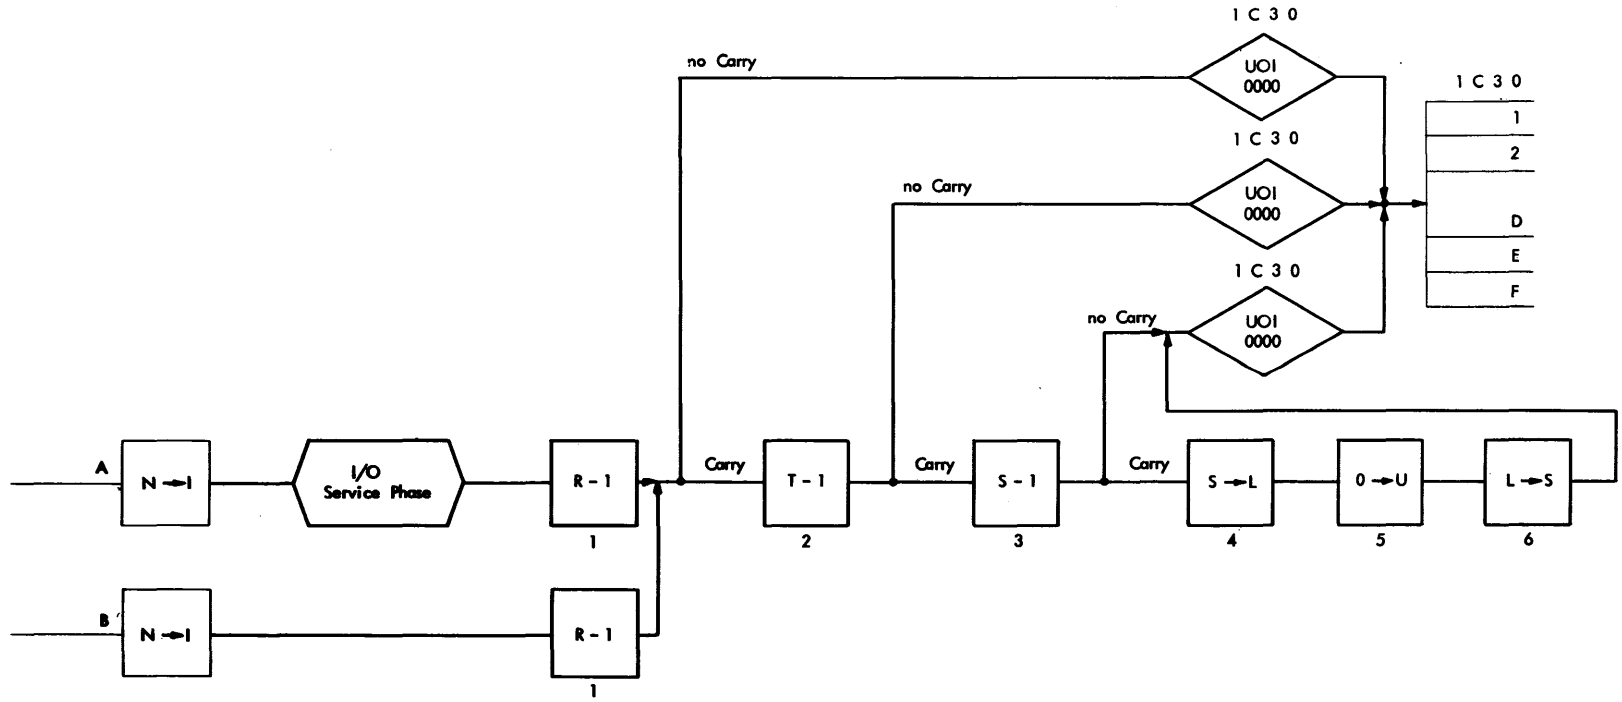 1 C 3 0
no Carry
UOI
0000
1 C 3 0
1
1 C 3 0
2
no Carry
UOI
0000
D
E
1 C 3 0
F
no Carry
UOI
0000
A
N → I
I/O
Service Phase
R - 1
Carry
T - 1
Carry
S - 1
Carry
S → L
0 → U
L → S
1
2
3
4
5
6
B
N → I
R - 1
1